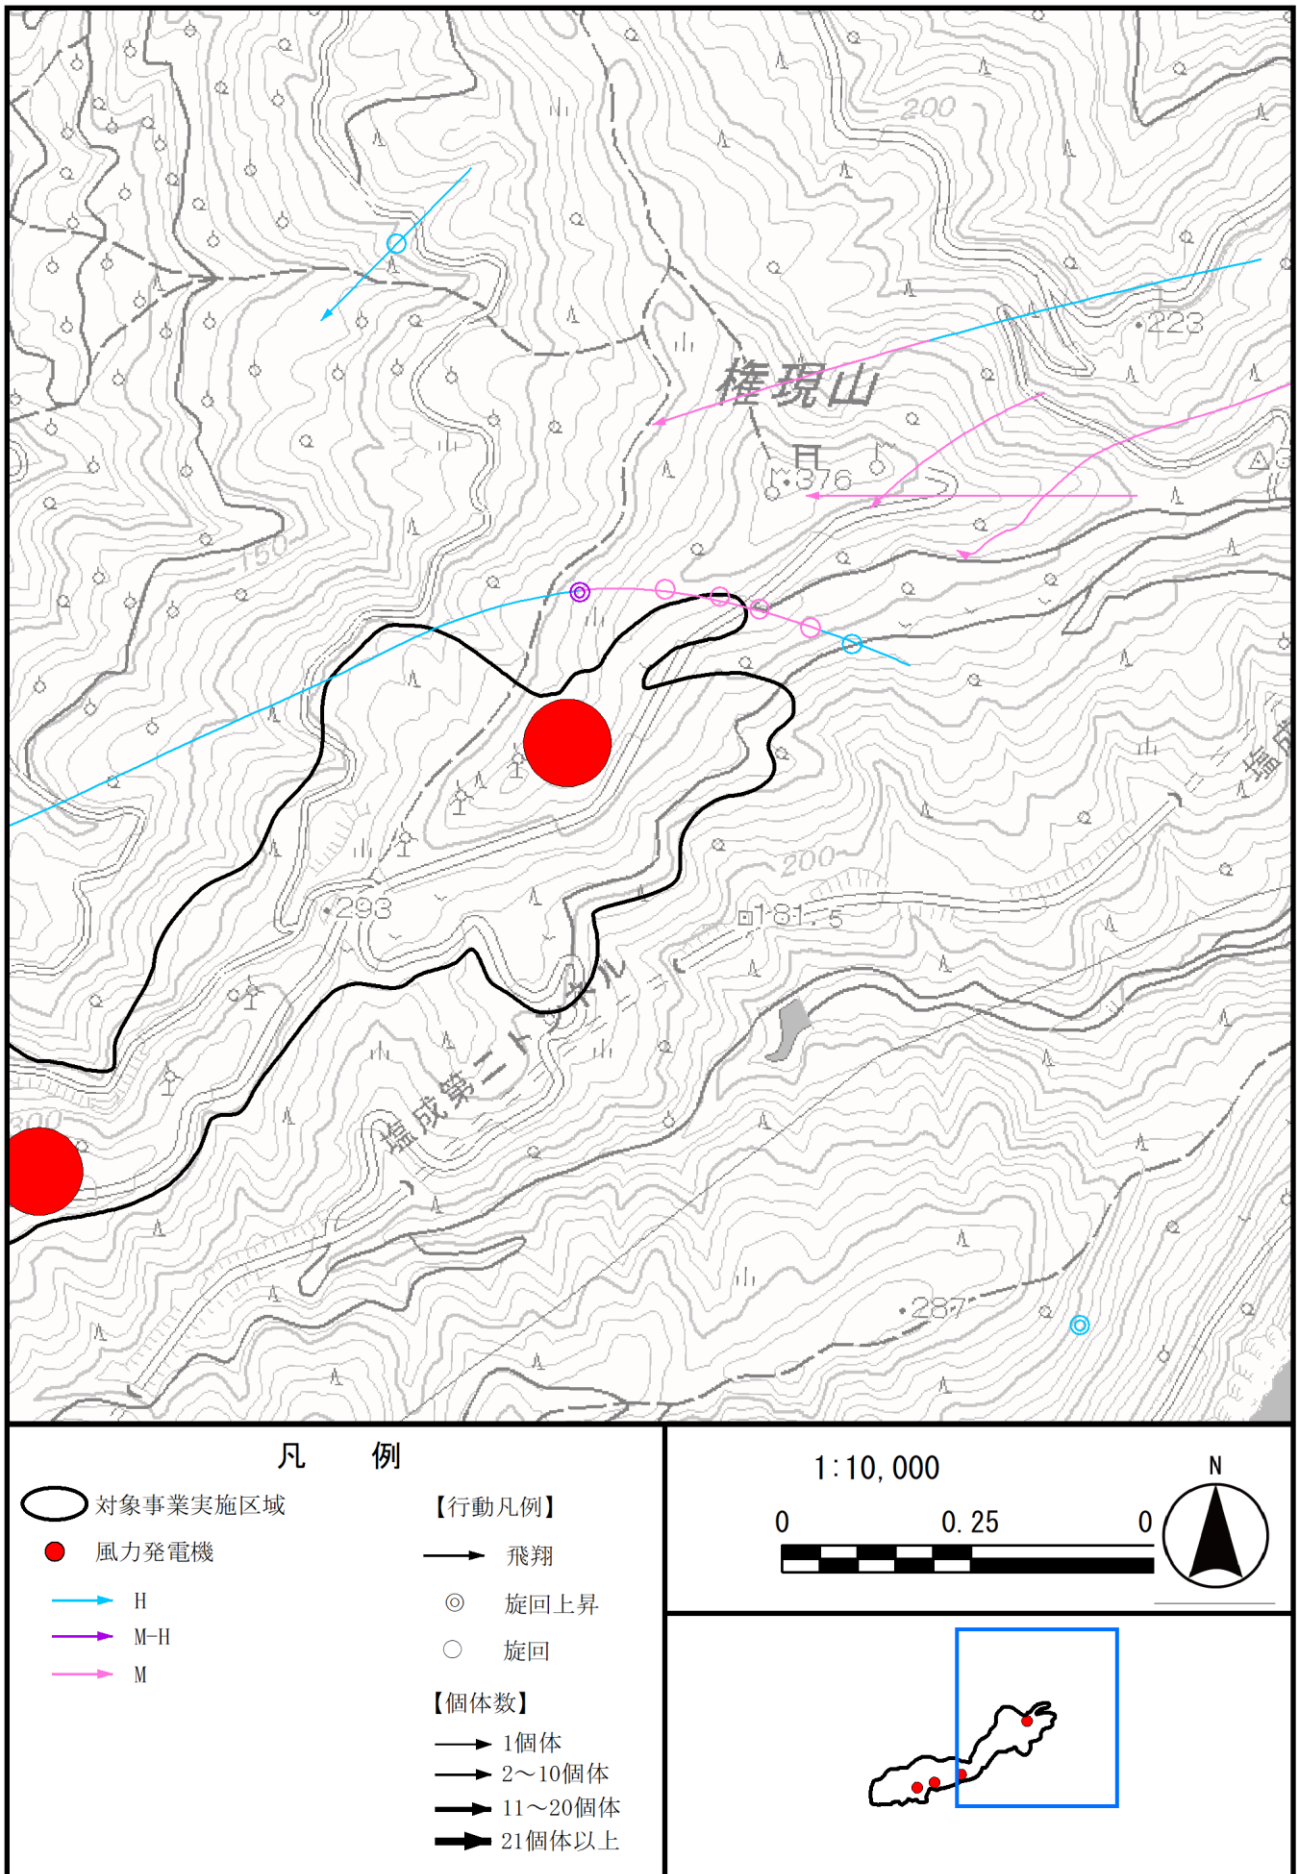 200
223
権現山
376
3
150
塩成
200
293
181.5
塩成第二トンネル
300
287
凡 例
対象事業実施区域
風力発電機
H
M-H
M
【行動凡例】
飛翔
旋回上昇
旋回
【個体数】
1個体
2～10個体
11～20個体
21個体以上
1:10,000
0 0.25 0
N